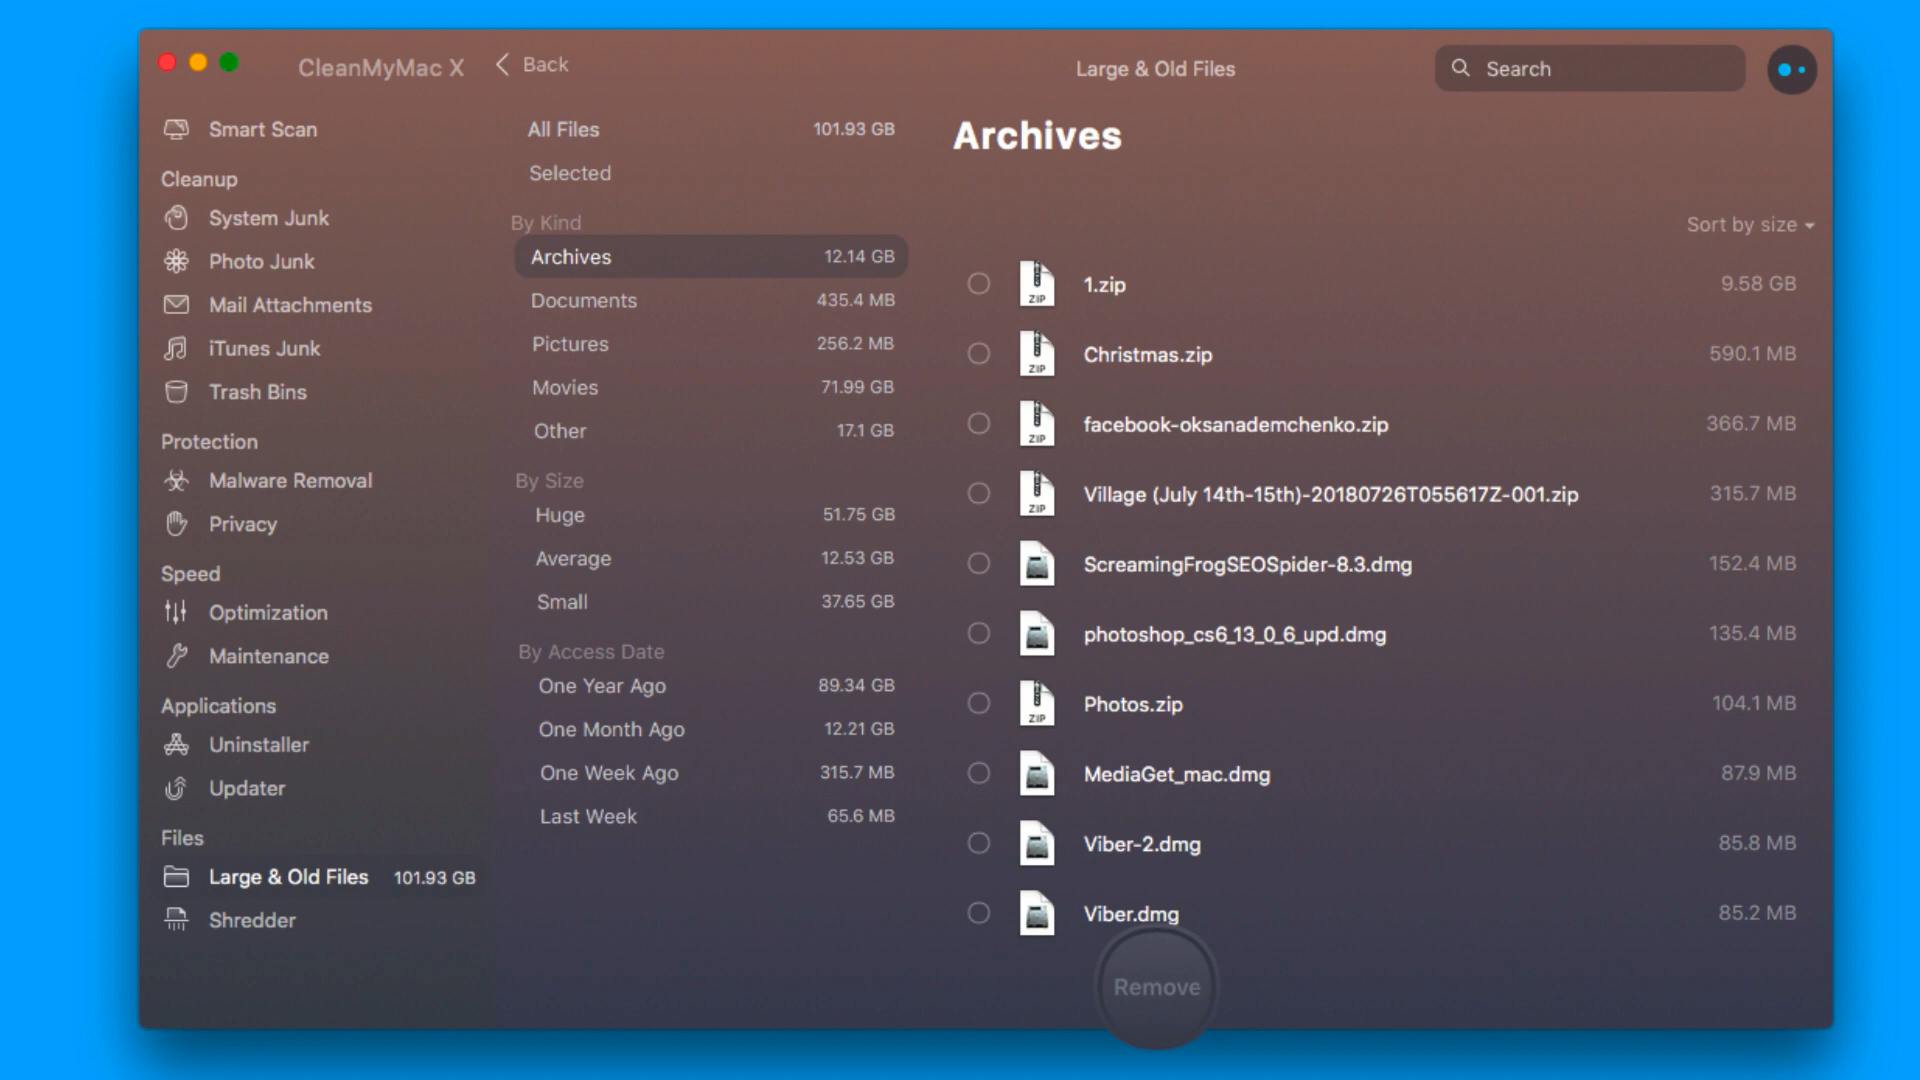 CleanMyMac X
Back
Large & Old Files
Search
Smart Scan
Cleanup
System Junk
Photo Junk
Mail Attachments
iTunes Junk
Trash Bins
Protection
Malware Removal
Privacy
Speed
Optimization
Maintenance
Applications
Uninstaller
Updater
Files
Large & Old Files 101.93 GB
Shredder
All Files 101.93 GB
Selected
By Kind
Archives 12.14 GB
Documents 435.4 MB
Pictures 256.2 MB
Movies 71.99 GB
Other 17.1 GB
By Size
Huge 51.75 GB
Average 12.53 GB
Small 37.65 GB
By Access Date
One Year Ago 89.34 GB
One Month Ago 12.21 GB
One Week Ago 315.7 MB
Last Week 65.6 MB
Archives
Sort by size
ZIP 1.zip 9.58 GB
ZIP Christmas.zip 590.1 MB
ZIP facebook-oksanademchenko.zip 366.7 MB
ZIP Village (July 14th-15th)-20180726T055617Z-001.zip 315.7 MB
ScreamingFrogSEOSpider-8.3.dmg 152.4 MB
photoshop_cs6_13_0_6_upd.dmg 135.4 MB
ZIP Photos.zip 104.1 MB
MediaGet_mac.dmg 87.9 MB
Viber-2.dmg 85.8 MB
Viber.dmg 85.2 MB
Remove